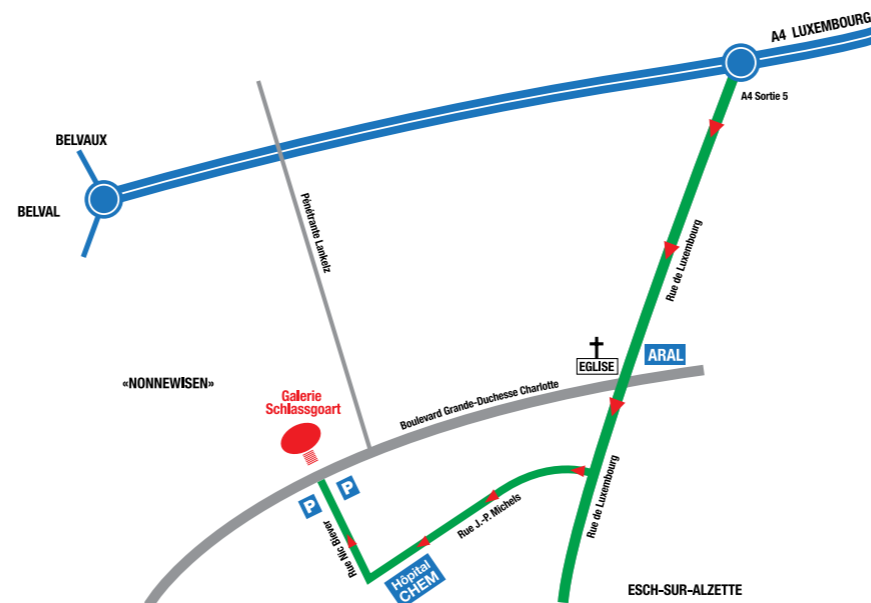 A4 LUXEMBOURG
A4 Sortie 5
BELVAUX
BELVAL
Pénétrante Lankelz
Rue de Luxembourg
EGLISE
ARAL
«NONNEWISEN»
Galerie
Schlassgoart
Boulevard Grande-Duchesse Charlotte
P
P
Rue Nic Biever
Rue J.-P. Michels
Rue de Luxembourg
Hôpital
CHEM
ESCH-SUR-ALZETTE